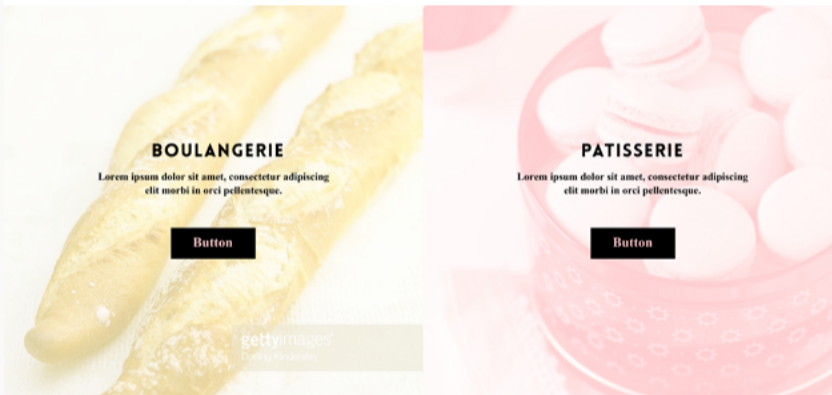 BOULANGERIE
Lorem ipsum dolor sit amet, consectetur adipiscing
elit morbi in orci pellentesque.
Button
gettyimages
PATISSERIE
Lorem ipsum dolor sit amet, consectetur adipiscing
elit morbi in orci pellentesque.
Button